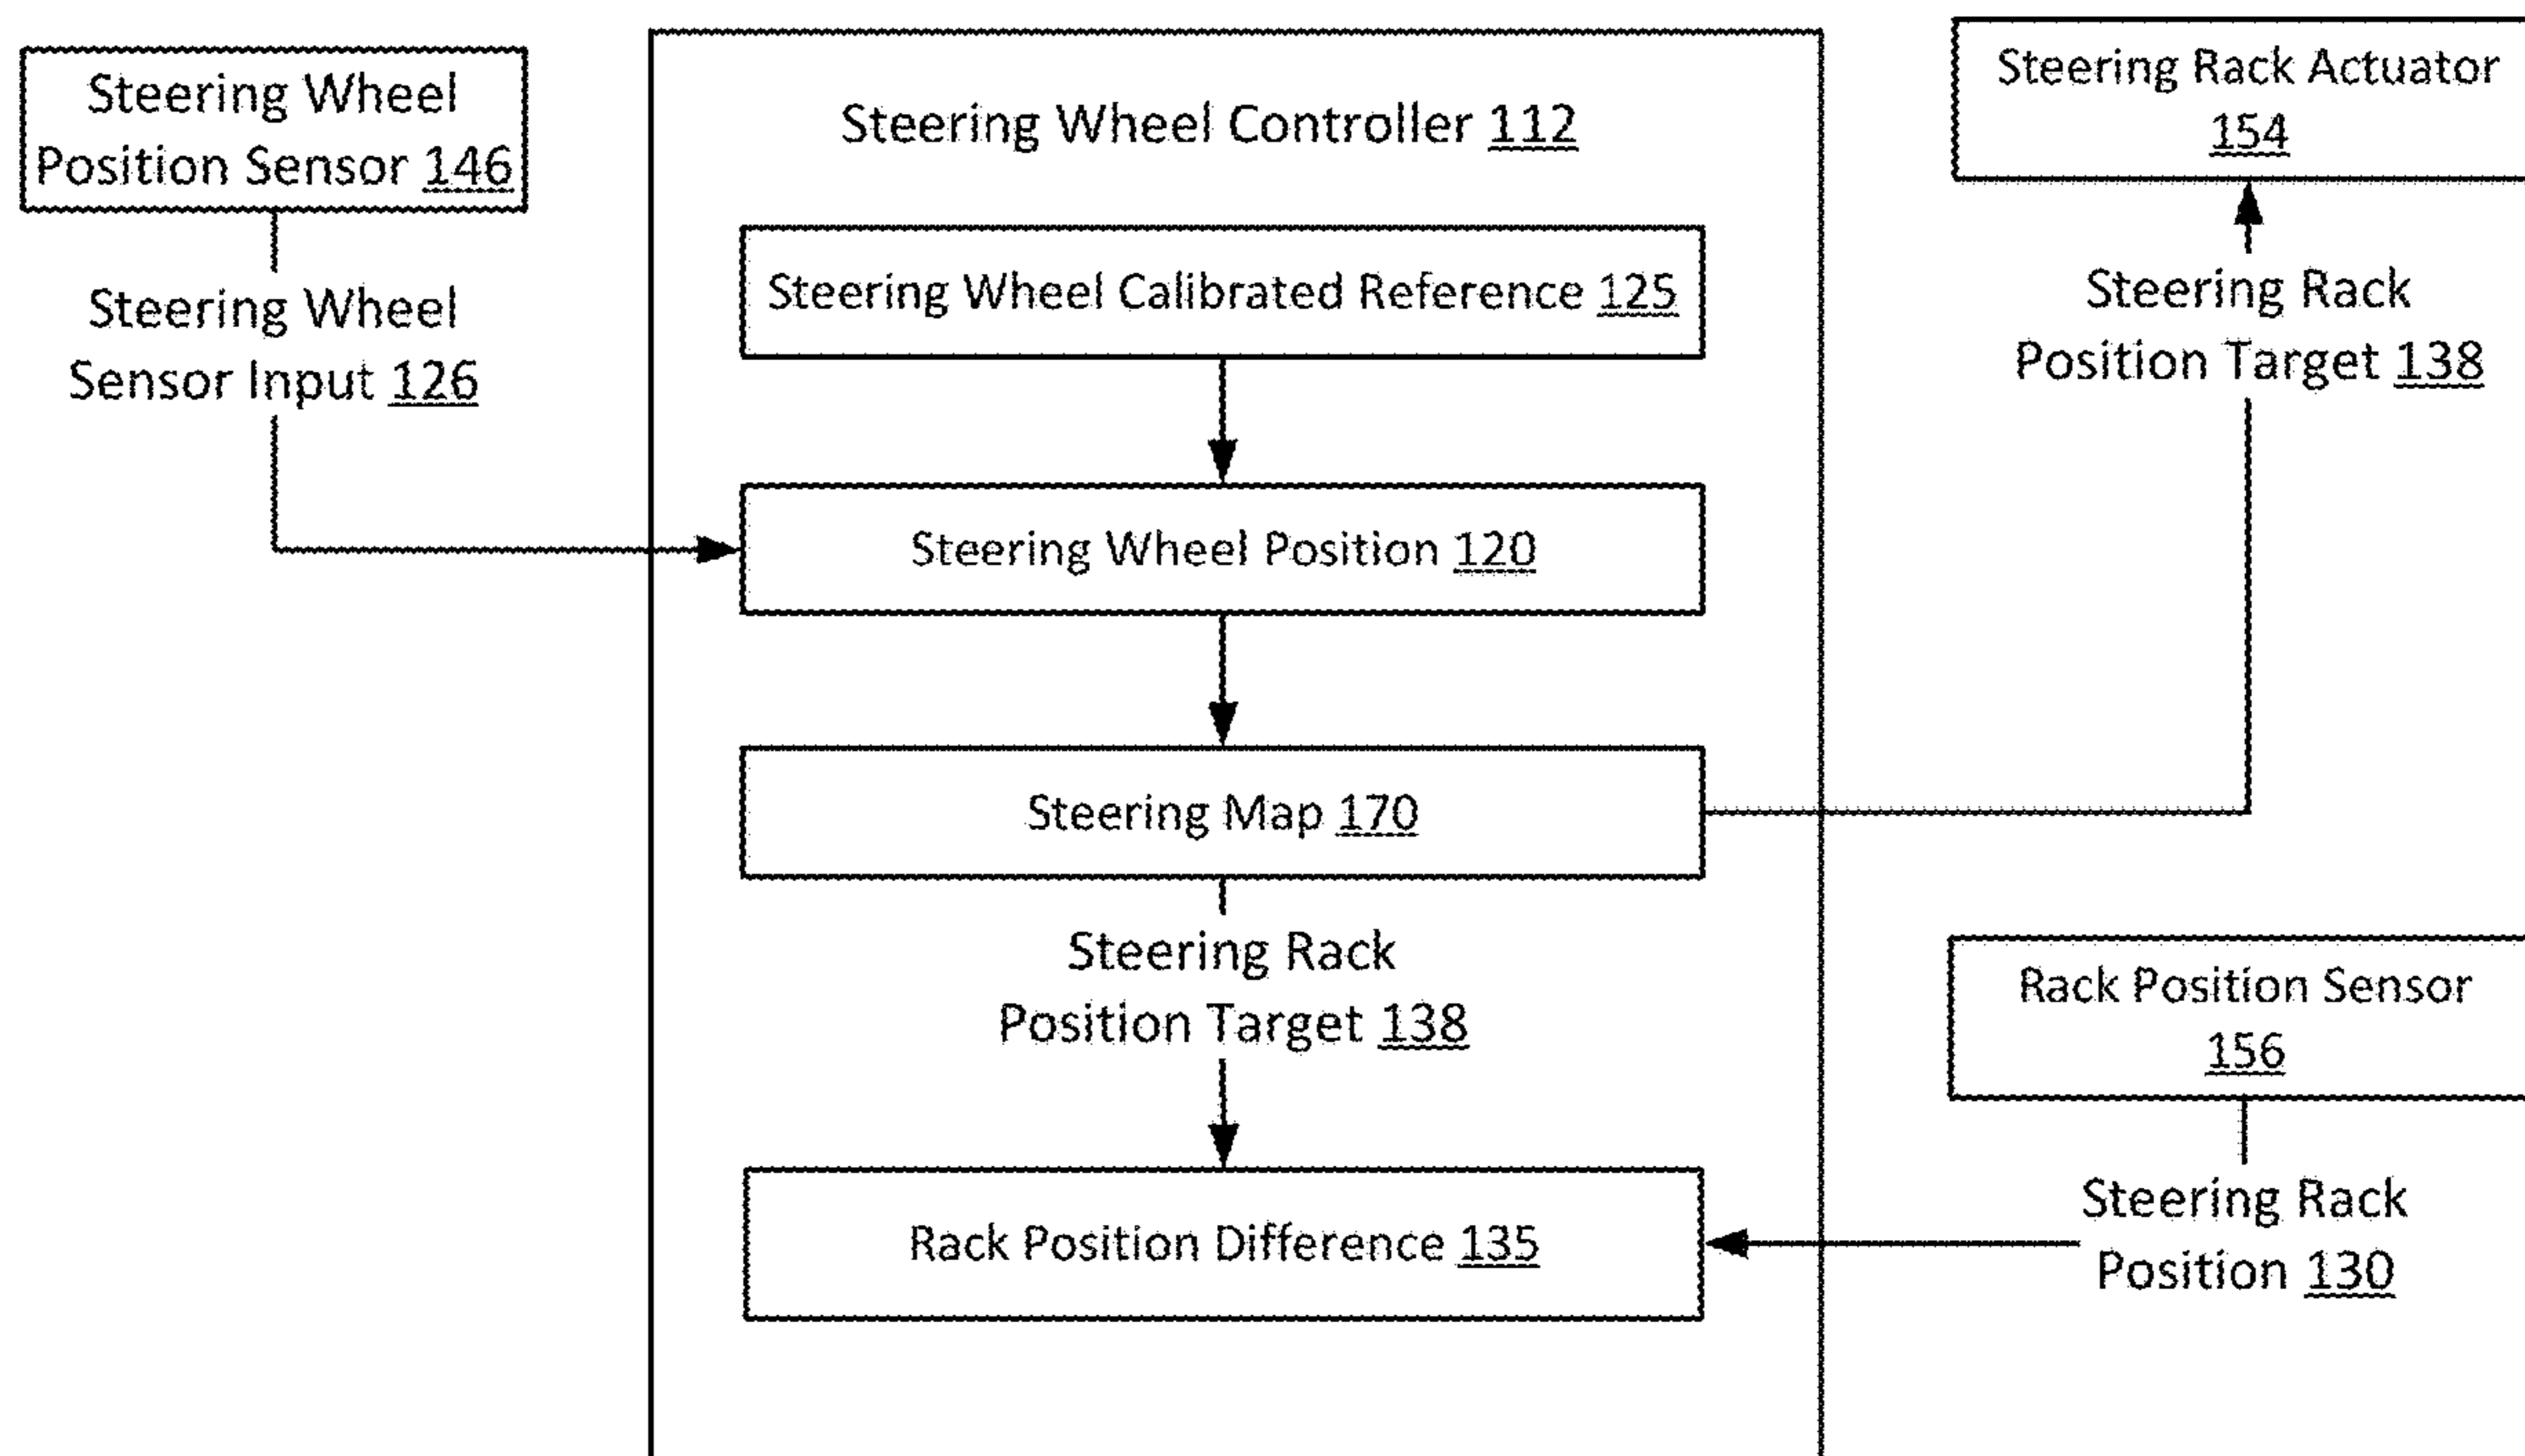 Steering Wheel
Position Sensor 146
Steering Wheel
Sensor Input 126
Steering Wheel Controller 112
Steering Wheel Calibrated Reference 125
Steering Wheel Position 120
Steering Map 170
Steering Rack
Position Target 138
Rack Position Difference 135
Steering Rack Actuator
154
Steering Rack
Position Target 138
Rack Position Sensor
156
Steering Rack
Position 130